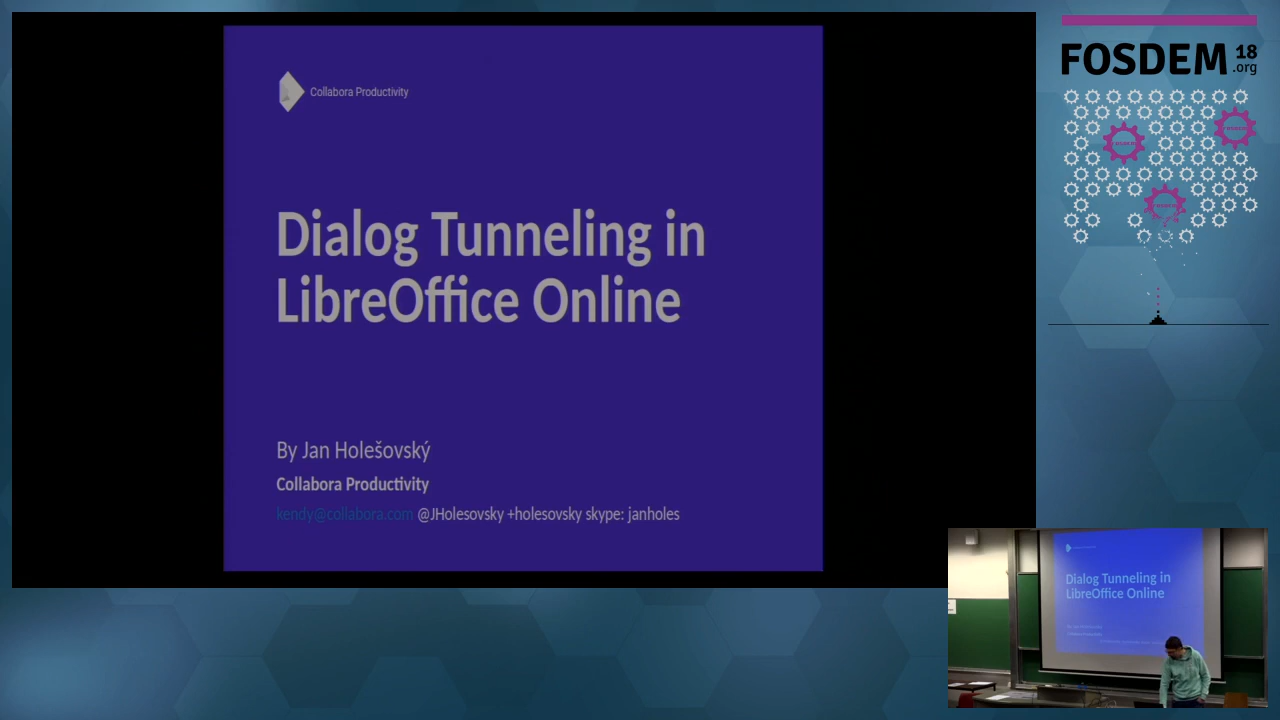 Collabora Productivity
Dialog Tunneling in
LibreOffice Online
By Jan Holešovský
Collabora Productivity
kendy@collabora.com @JHolesovsky +holesovsky skype: janholes
FOSDEM 18
.org
Dialog Tunneling in
LibreOffice Online